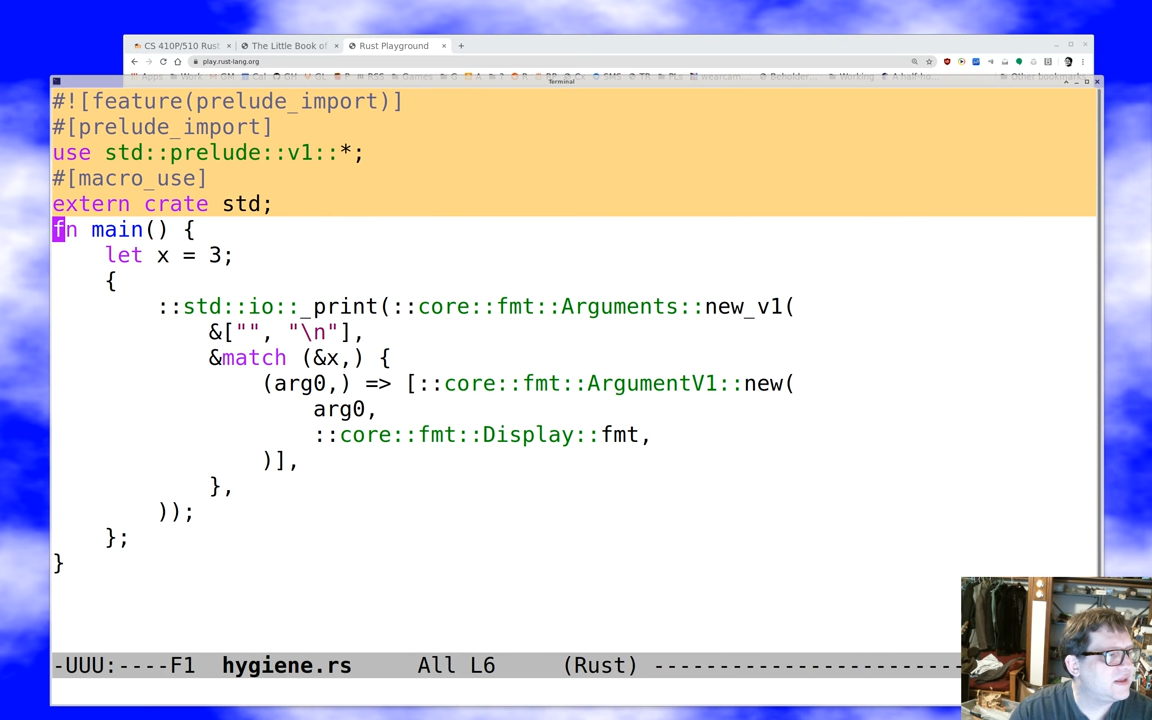 CS 410P/510 Rust
The Little Book of
Rust Playground
play.rust-lang.org
Terminal
#![feature(prelude_import)]
#[prelude_import]
use std::prelude::v1::*;
#[macro_use]
extern crate std;
fn main() {
    let x = 3;
    {
        ::std::io::_print(::core::fmt::Arguments::new_v1(
            &["", "\n"],
            &match (&x,) {
                (arg0,) => [::core::fmt::ArgumentV1::new(
                    arg0,
                    ::core::fmt::Display::fmt,
                )],
            },
        ));
    };
}
-UUU:----F1  hygiene.rs     All L6     (Rust) ------------------------